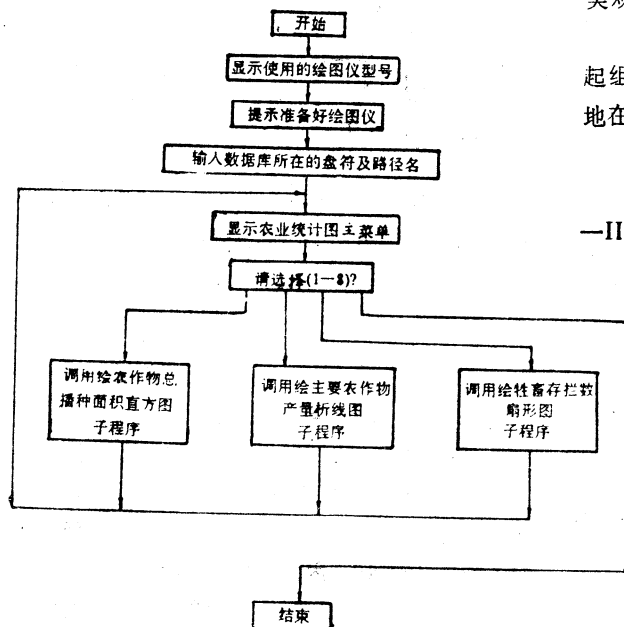 开始
显示使用的绘图仪型号
提示准备好绘图仪
输入数据库所在的盘符及路径名
显示农业统计图主菜单
请选择(1—8)?
调用绘农作物总
播种面积直方图
子程序
调用绘主要农作物
产量折线图
子程序
调用绘牲畜存拦数
扇形图
子程序
结束
起组
地在
—II